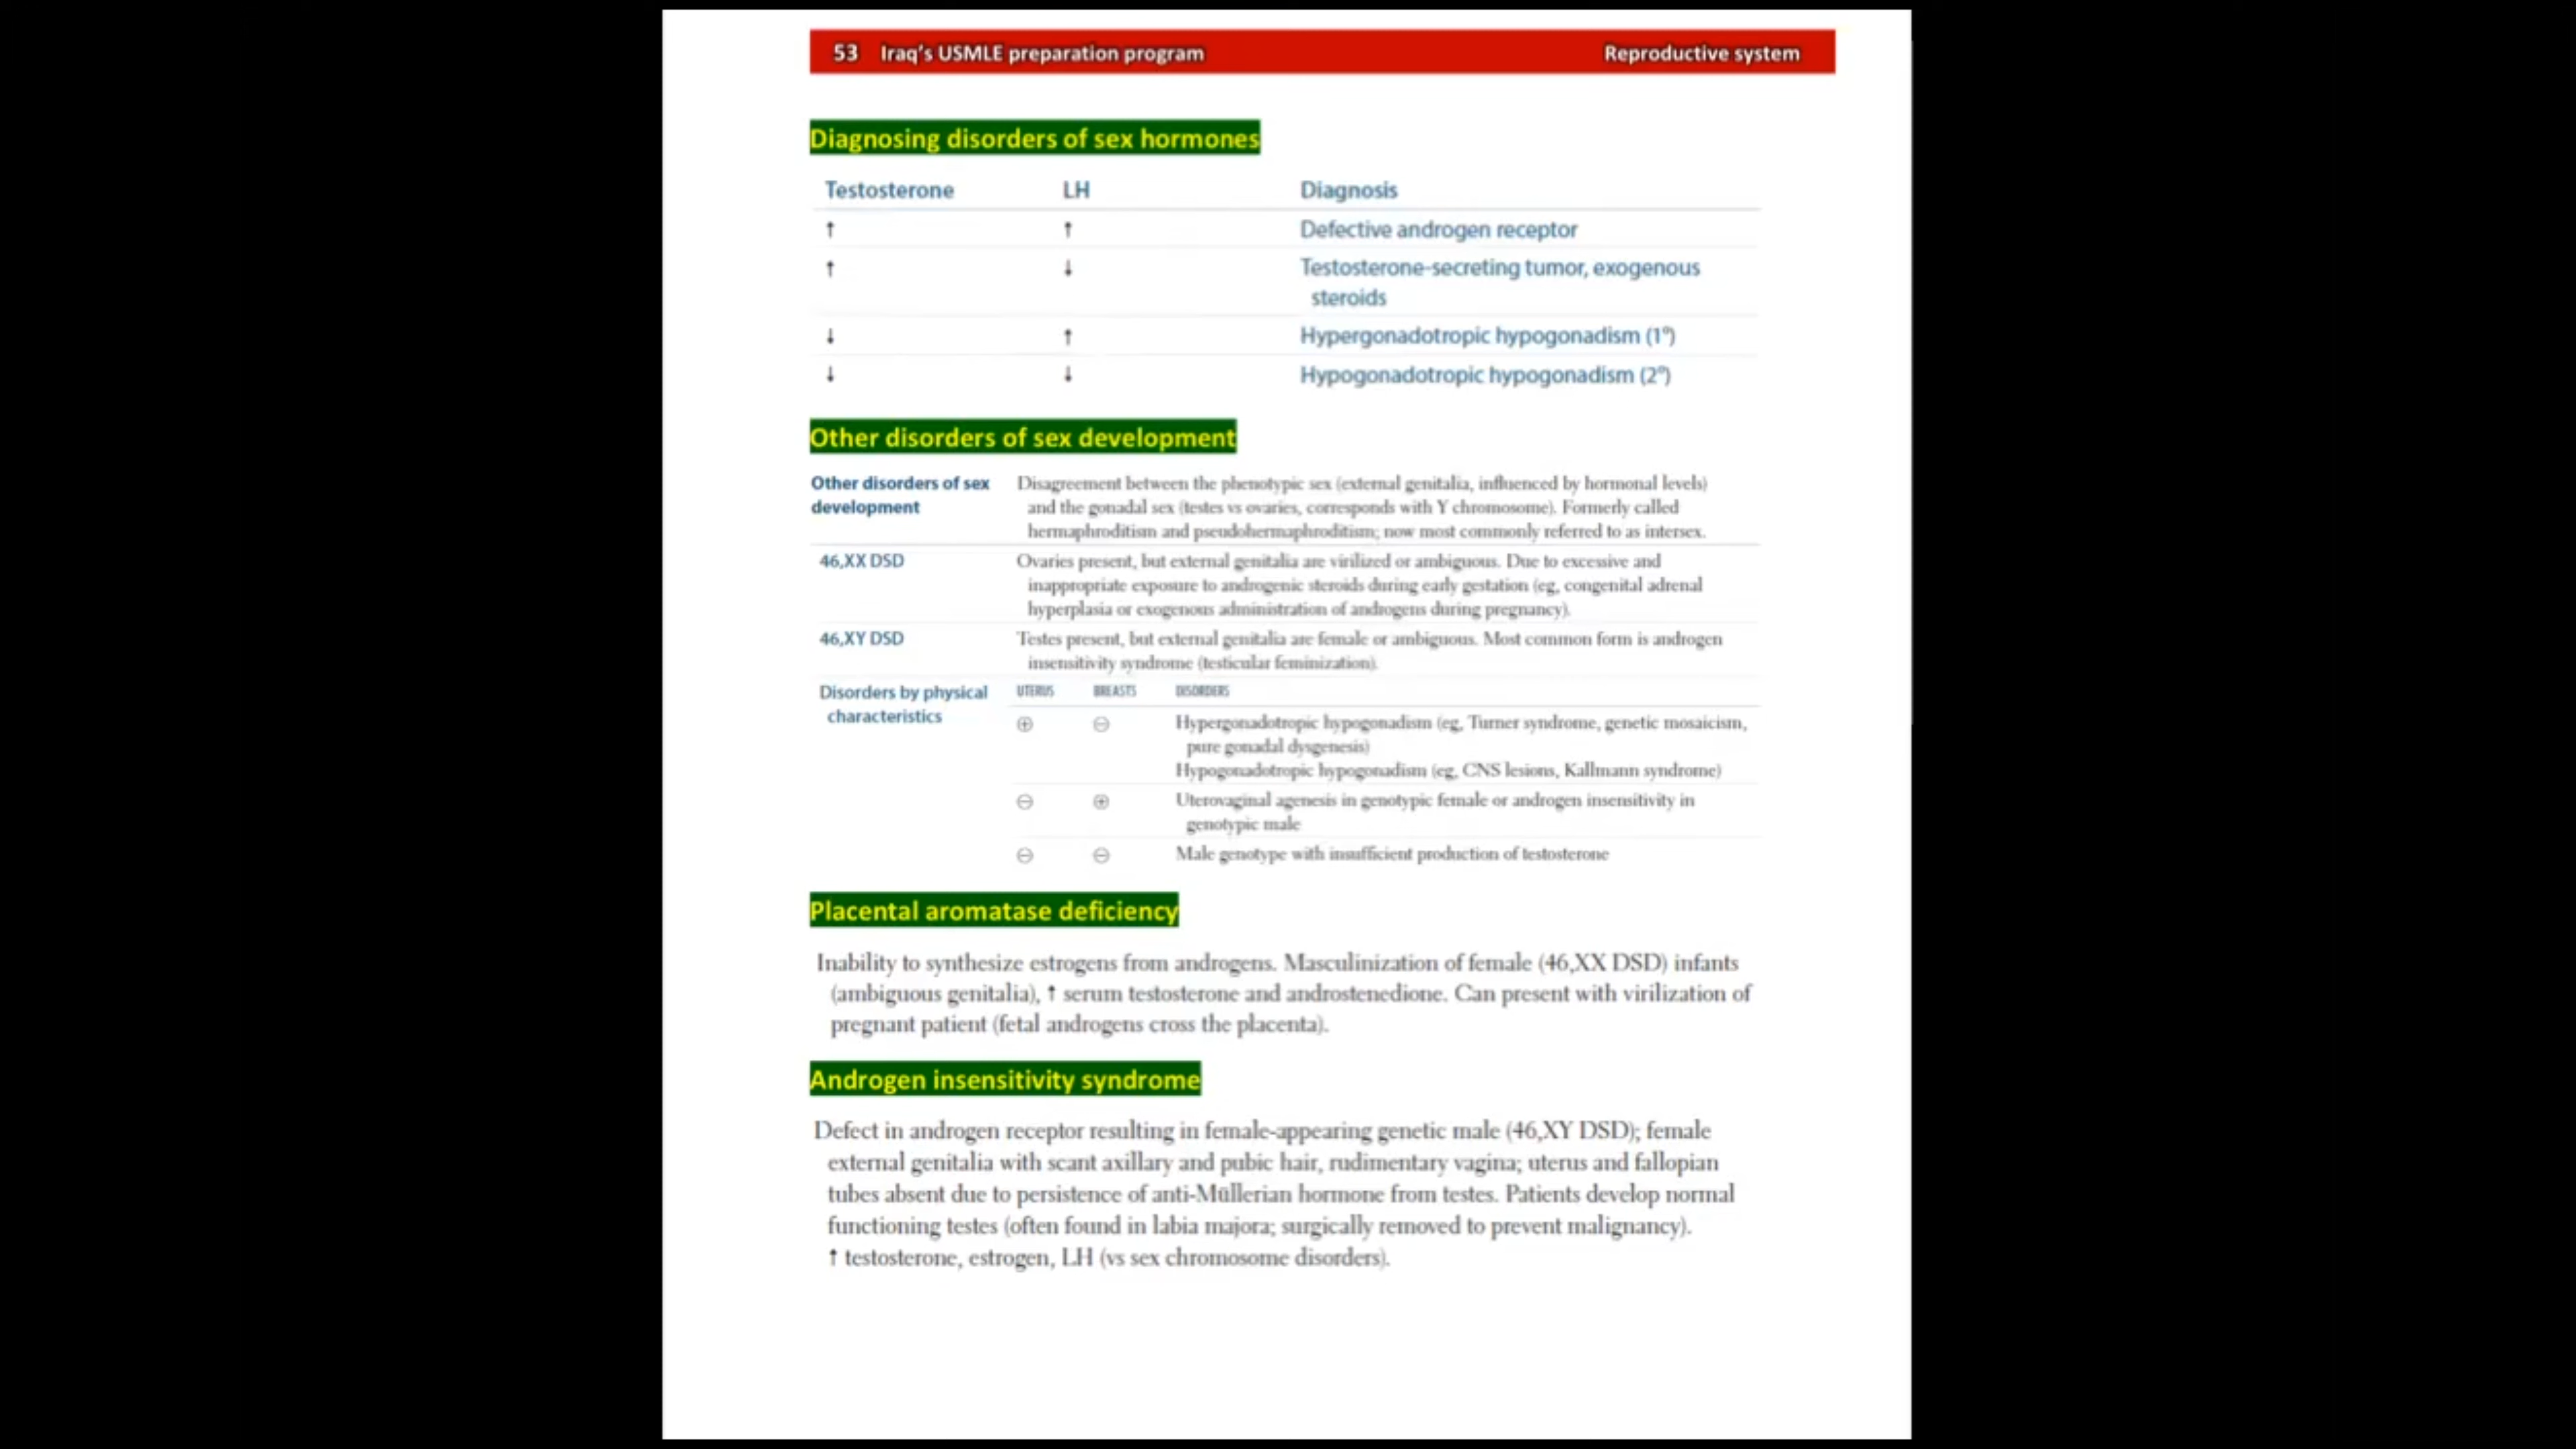 53 Iraq's USMLE preparation program Reproductive system
Diagnosing disorders of sex hormones
Testosterone LH Diagnosis
↑ ↑ Defective androgen receptor
↑ ↓ Testosterone-secreting tumor, exogenous
steroids
↓ ↑ Hypergonadotropic hypogonadism (1°)
↓ ↓ Hypogonadotropic hypogonadism (2°)
Other disorders of sex development
Other disorders of sex Disagreement between the phenotypic sex (external genitalia, influenced by hormonal levels)
development and the gonadal sex (testes vs ovaries, corresponds with Y chromosome). Formerly called
hermaphroditism and pseudohermaphroditism; now most commonly referred to as intersex.
46,XX DSD Ovaries present, but external genitalia are virilized or ambiguous. Due to excessive and
inappropriate exposure to androgenic steroids during early gestation (eg, congenital adrenal
hyperplasia or exogenous administration of androgens during pregnancy).
46,XY DSD Testes present, but external genitalia are female or ambiguous. Most common form is androgen
insensitivity syndrome (testicular feminization).
Disorders by physical UTERUS BREASTS DISORDERS
characteristics
⊕ ⊖ Hypergonadotropic hypogonadism (eg, Turner syndrome, genetic mosaicism,
pure gonadal dysgenesis)
Hypogonadotropic hypogonadism (eg, CNS lesions, Kallmann syndrome)
⊖ ⊕ Uterovaginal agenesis in genotypic female or androgen insensitivity in
genotypic male
⊖ ⊖ Male genotype with insufficient production of testosterone
Placental aromatase deficiency
Inability to synthesize estrogens from androgens. Masculinization of female (46,XX DSD) infants
(ambiguous genitalia), ↑ serum testosterone and androstenedione. Can present with virilization of
pregnant patient (fetal androgens cross the placenta).
Androgen insensitivity syndrome
Defect in androgen receptor resulting in female-appearing genetic male (46,XY DSD); female
external genitalia with scant axillary and pubic hair, rudimentary vagina; uterus and fallopian
tubes absent due to persistence of anti-Müllerian hormone from testes. Patients develop normal
functioning testes (often found in labia majora; surgically removed to prevent malignancy).
↑ testosterone, estrogen, LH (vs sex chromosome disorders).